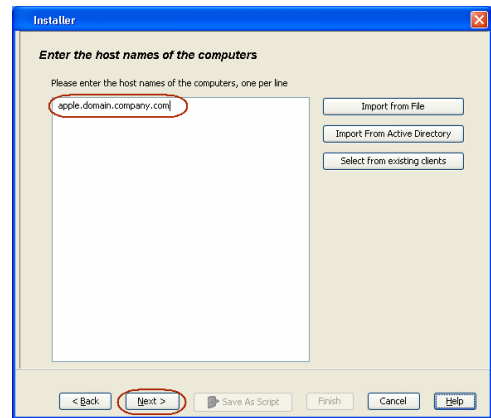 Installer
Enter the host names of the computers
Please enter the host names of the computers, one per line
apple.domain.company.com
Import from File
Import From Active Directory
Select from existing clients
< Back Next > Save As Script Finish Cancel Help